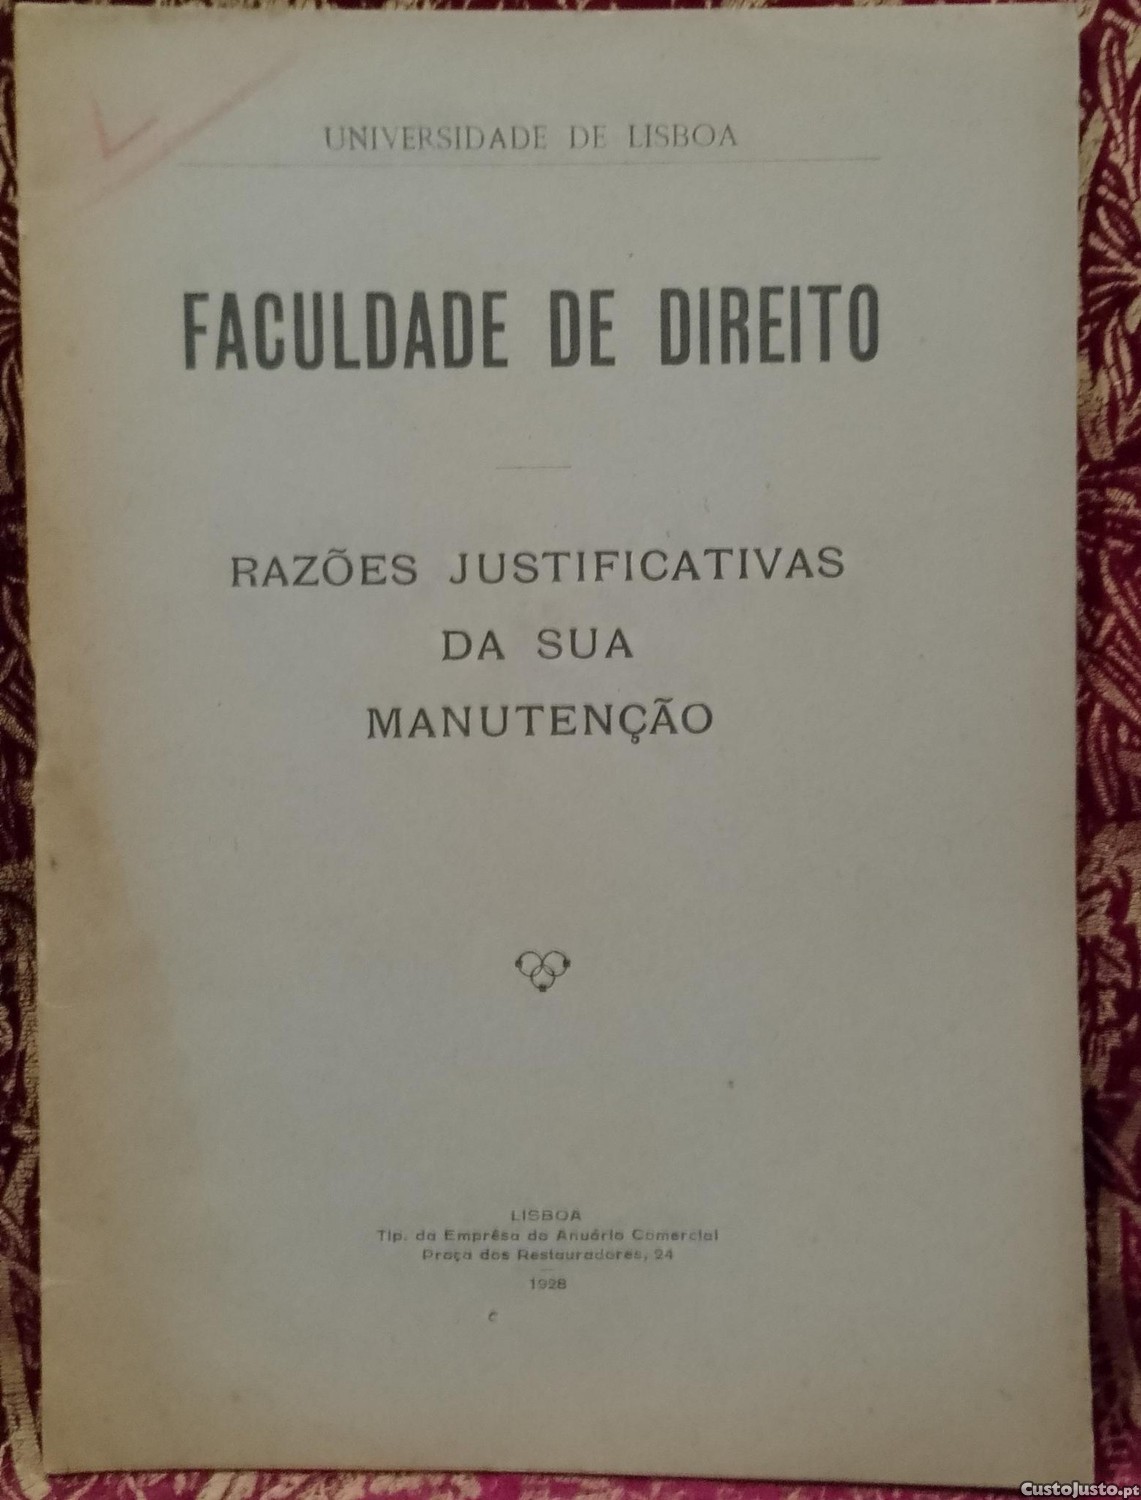 UNIVERSIDADE DE LISBOA
FACULDADE DE DIREITO
RAZÕES JUSTIFICATIVAS
DA SUA
MANUTENÇÃO
LISBOA
Tip. da Emprêsa do Anuário Comercial
Praça dos Restauradores, 24
1928
CustoJusto.pt